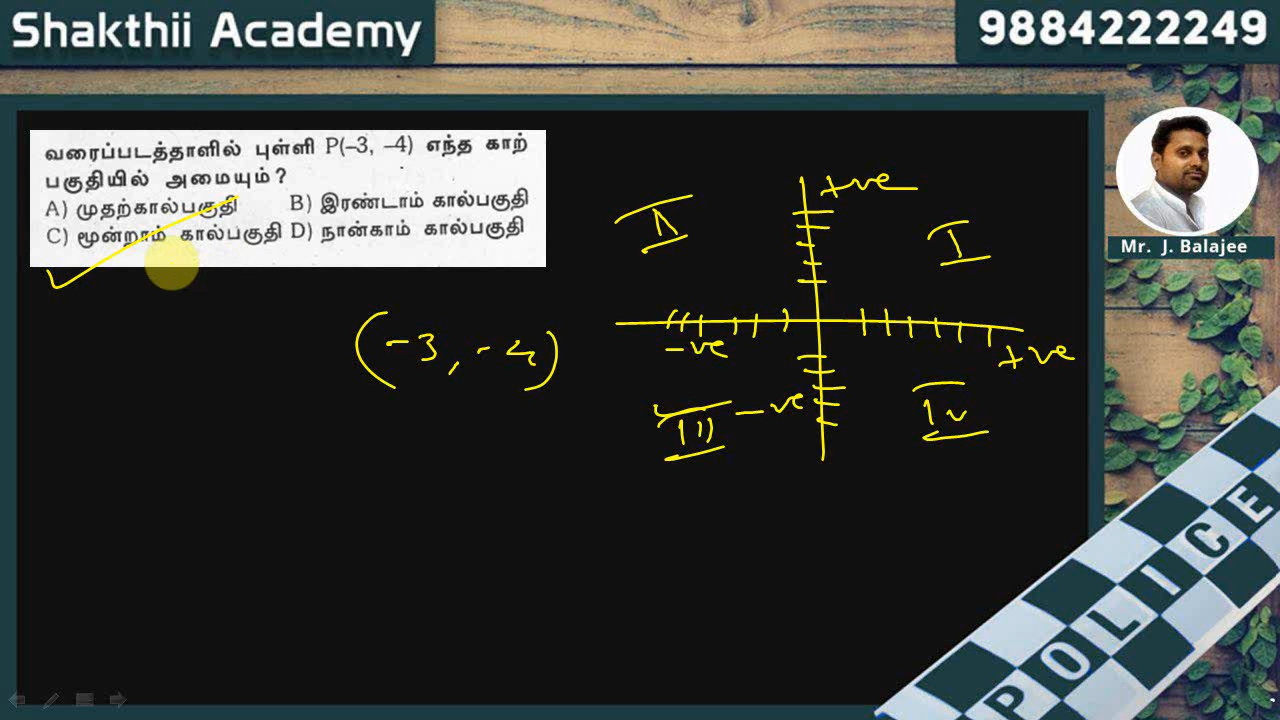 Shakthii Academy
9884222249
வரைப்படத்தாளில் புள்ளி P(–3, –4) எந்த காற்
பகுதியில் அமையும்?
A) முதற்கால்பகுதி B) இரண்டாம் கால்பகுதி
C) மூன்றாம் கால்பகுதி D) நான்காம் கால்பகுதி
Mr. J. Balajee
+ve
II
I
(-3, -4)
-ve
+ve
III
-ve
IV
POLICE